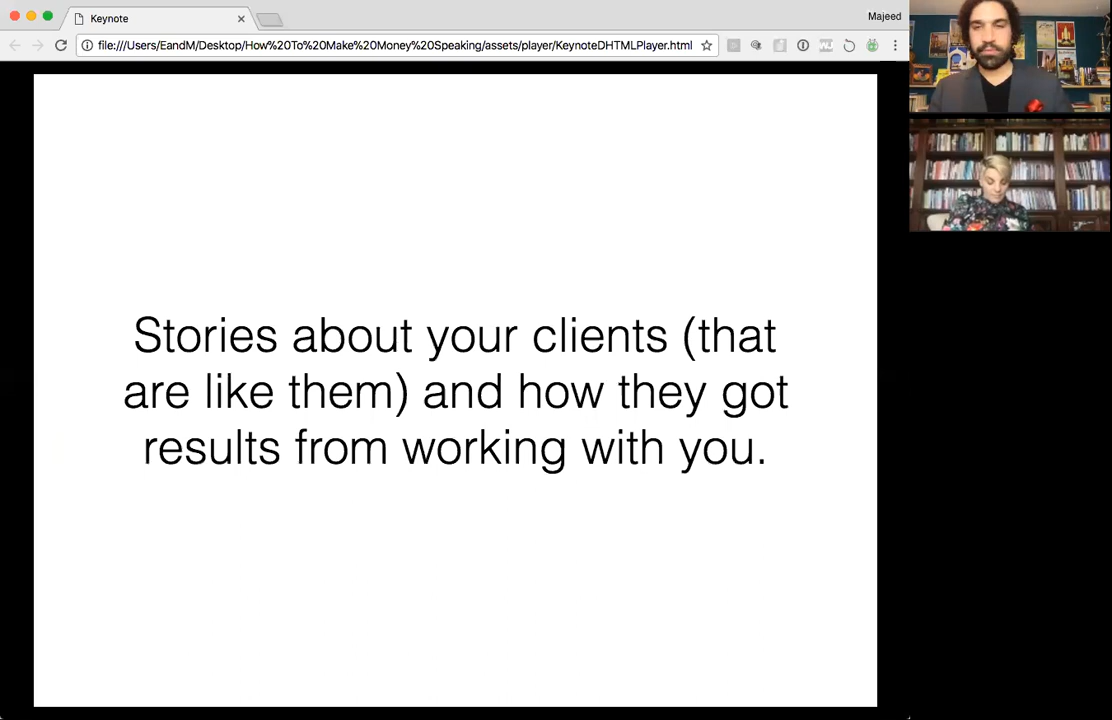 Keynote
Majeed
file:///Users/EandM/Desktop/How%20To%20Make%20Money%20Speaking/assets/player/KeynoteDHTMLPlayer.html
Stories about your clients (that
are like them) and how they got
results from working with you.